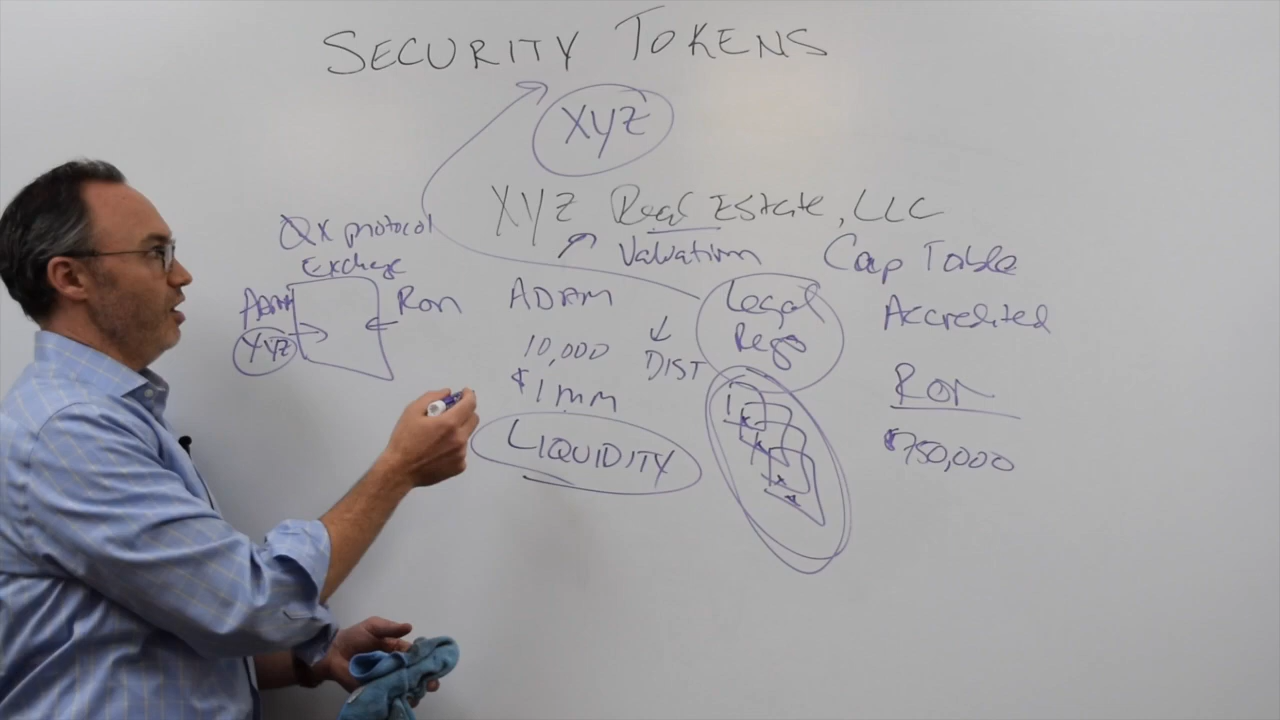 SECURITY TOKENS
XYZ
XYZ Real Estate, LLC
Valuation
Cap Table
Accredited
Ron
$750,000
Legal
Regs
DIST
ADAM
10,000
$1mm
LIQUIDITY
Qx protocol
Exchange
ADAM
XYZ
Ron